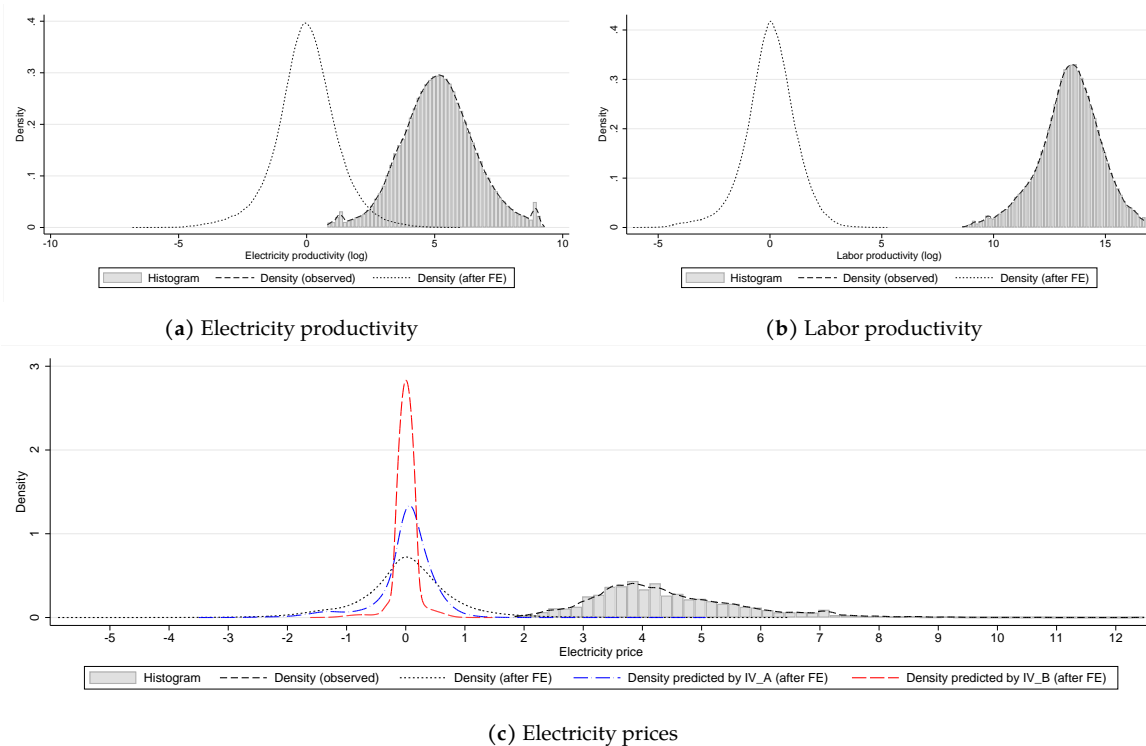 .4
.3
.2
.1
0
Density
-10
-5
0
5
10
Electricity productivity (log)
Histogram
Density (observed)
Density (after FE)
(a) Electricity productivity
.4
.3
.2
.1
0
Density
-5
0
5
10
15
Labor productivity (log)
Histogram
Density (observed)
Density (after FE)
(b) Labor productivity
3
2
1
0
Density
-5
-4
-3
-2
-1
0
1
2
3
4
5
6
7
8
9
10
11
12
Electricity price
Histogram
Density (observed)
Density (after FE)
Density predicted by IV_A (after FE)
Density predicted by IV_B (after FE)
(c) Electricity prices